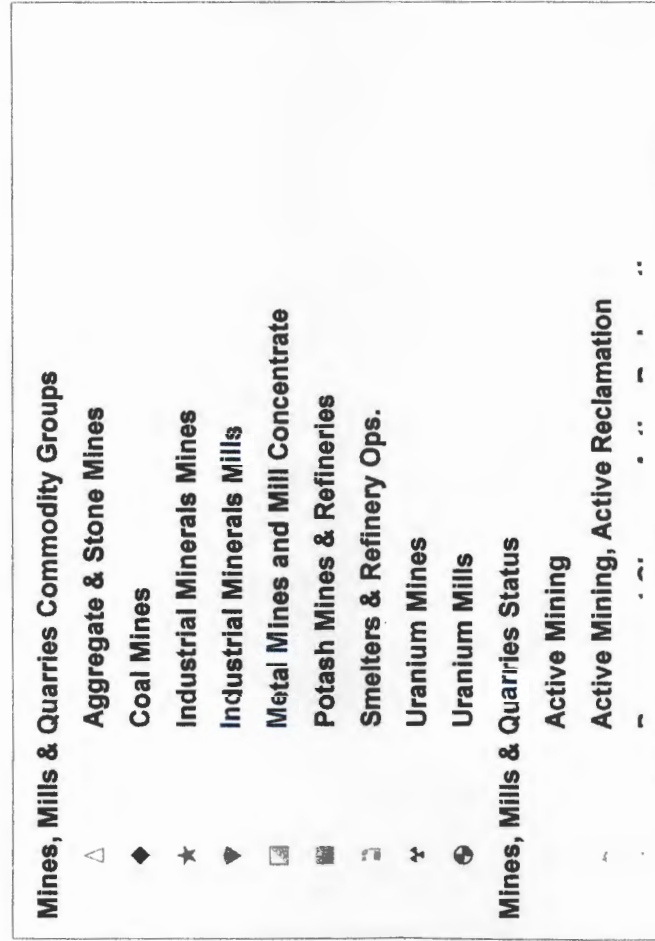 Mines, Mills & Quarries Commodity Groups
Aggregate & Stone Mines
Coal Mines
Industrial Minerals Mines
Industrial Minerals Mills
Metal Mines and Mill Concentrate
Potash Mines & Refineries
Smelters & Refinery Ops.
Uranium Mines
Uranium Mills
Mines, Mills & Quarries Status
Active Mining
Active Mining, Active Reclamation